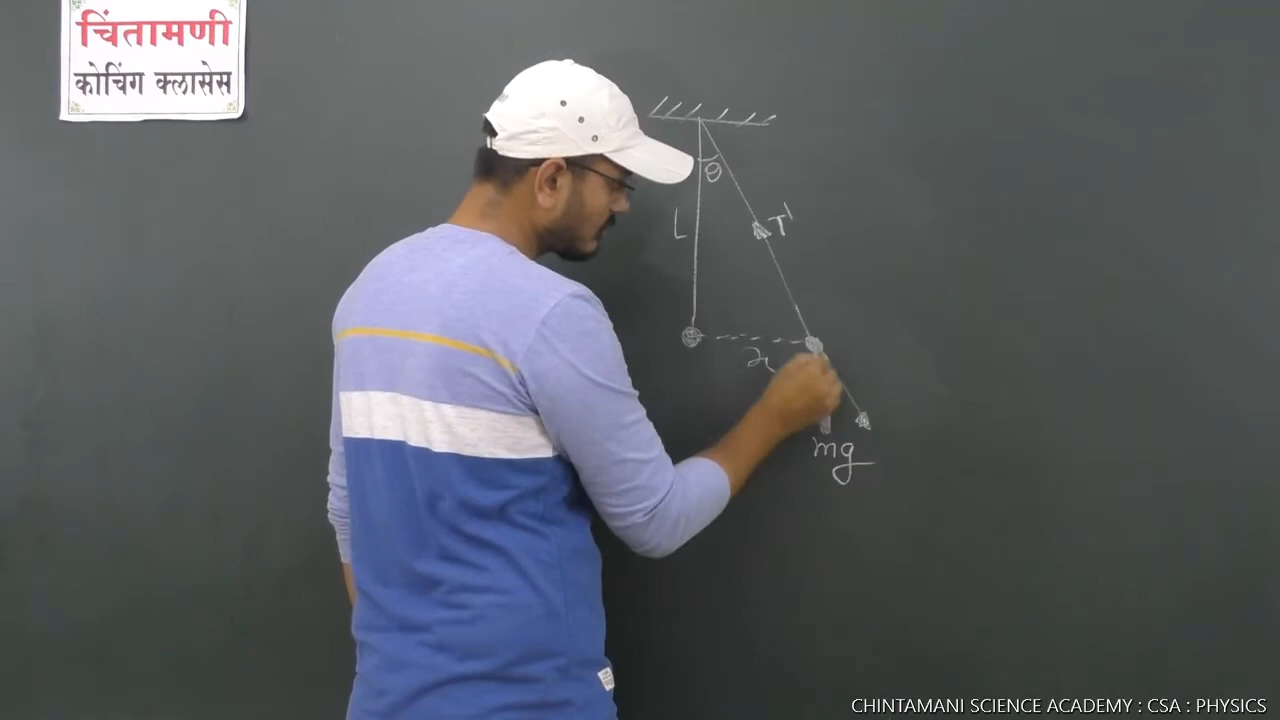 चिंतामणी
कोचिंग क्लासेस
θ
T'
L
x
mg
CHINTAMANI SCIENCE ACADEMY : CSA : PHYSICS